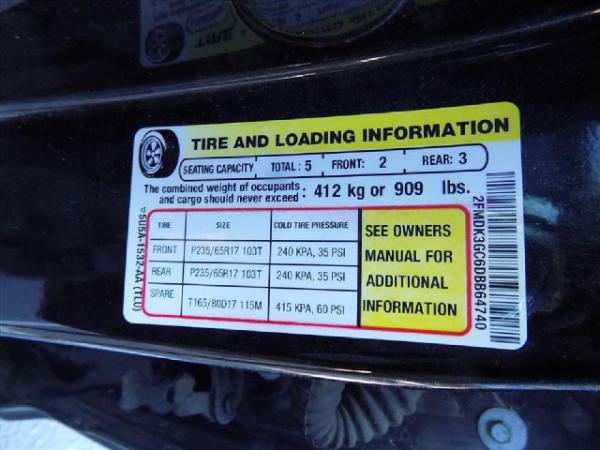 TIRE AND LOADING INFORMATION
SEATING CAPACITY TOTAL : 5 FRONT: 2 REAR: 3
The combined weight of occupants and cargo should never exceed : 412 kg or 909 lbs.
TIRE SIZE COLD TIRE PRESSURE
FRONT P235/65R17 103T 240 KPA, 35 PSI
REAR P235/65R17 103T 240 KPA, 35 PSI
SPARE T165/80D17 115M 415 KPA, 60 PSI
SEE OWNERS
MANUAL FOR
ADDITIONAL
INFORMATION
2FMDK3GC6DBB64740